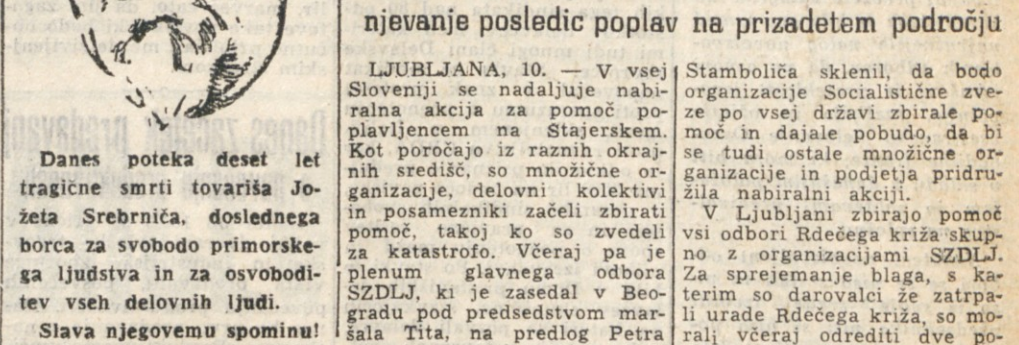 Danes poteka deset let
tragične smrti tovariša Jo-
žeta Srebrniča, doslednega
borca za svobodo primorske-
ga ljudstva in za osvobodi-
tev vseh delovnih ljudi.
Slava njegovemu spominu!
njevanje posledic poplav na prizadetem področju
LJUBLJANA, 10. — V vsej
Sloveniji se nadaljuje nabi-
ralna akcija za pomoč po-
plavljencem na Stajerskem.
Kot poročajo iz raznih okraj-
nih središč, so množične or-
ganizacije, delovni kolektivi
in posamezniki začeli zbirati
pomoč, takoj ko so zvedeli
za katastrofo. Včeraj pa je
plenum glavnega odbora
SZDLJ, ki je zasedal v Beo-
gradu pod predsedstvom mar-
šala Tita, na predlog Petra
Stamboliča sklenil, da bodo
organizacije Socialistične zve-
ze po vsej državi zbirale po-
moč in dajale pobudo, da bi
se tudi ostale množične or-
ganizacije in podjetja pridru-
žila nabiralni akciji.
V Ljubljani zbirajo pomoč
vsi odbori Rdečega križa skup-
no z organizacijami SZDLJ.
Za sprejemanje blaga, s ka-
terim so darovalci že zatrpa-
li urade Rdečega križa, so mo-
rali včeraj odrediti dve po-